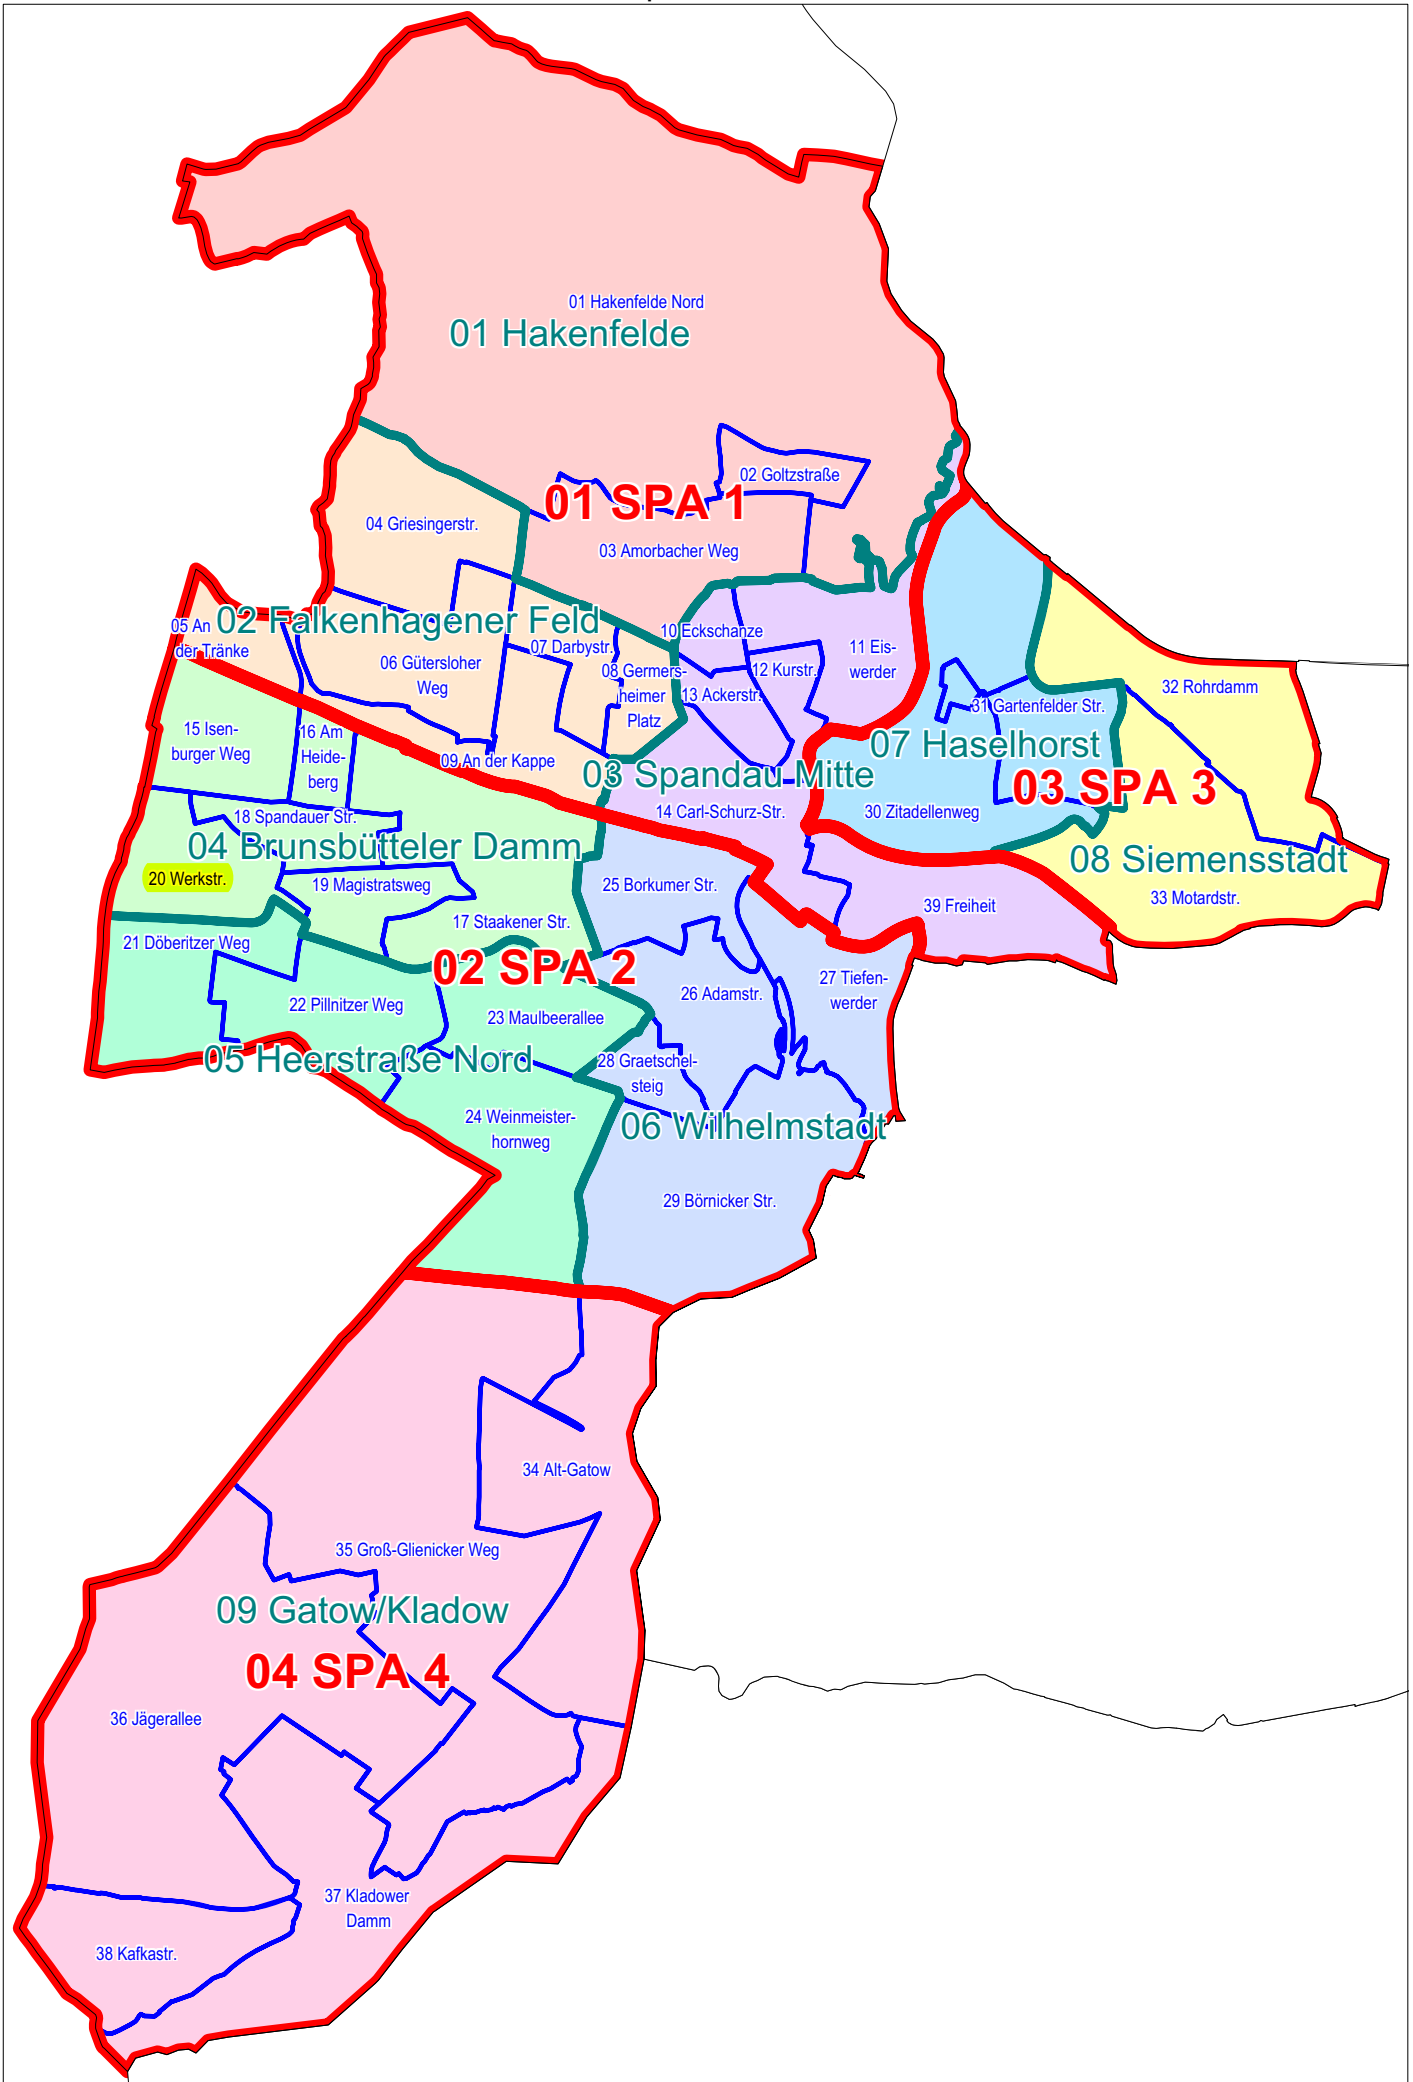 01 Hakenfelde Nord
01 Hakenfelde
02 Goltzstraße
01 SPA 1
04 Griesingerstr.
03 Amorbacher Weg
02 Falkenhagener Feld
05 An
der Tränke
10 Eckschanze
07 Darbystr.
11 Eis-
werder
06 Gütersloher
Weg
08 Germers-
heimer
Platz
12 Kurstr.
13 Ackerstr.
32 Rohrdamm
31 Gartenfelder Str.
15 Isen-
burger Weg
16 Am
Heide-
berg
07 Haselhorst
09 An der Kappe
03 Spandau Mitte
03 SPA 3
14 Carl-Schurz-Str.
30 Zitadellenweg
18 Spandauer Str.
04 Brunsbütteler Damm
08 Siemensstadt
20 Werkstr.
19 Magistratsweg
25 Borkumer Str.
33 Motardstr.
39 Freiheit
17 Staakener Str.
21 Döberitzer Weg
02 SPA 2
27 Tiefen-
werder
26 Adamstr.
22 Pillnitzer Weg
23 Maulbeerallee
05 Heerstraße Nord
28 Graetschel-
steig
24 Weinmeister-
hornweg
06 Wilhelmstadt
29 Börnicker Str.
34 Alt-Gatow
35 Groß-Glienicker Weg
09 Gatow/Kladow
04 SPA 4
36 Jägerallee
37 Kladower
Damm
38 Kafkastr.